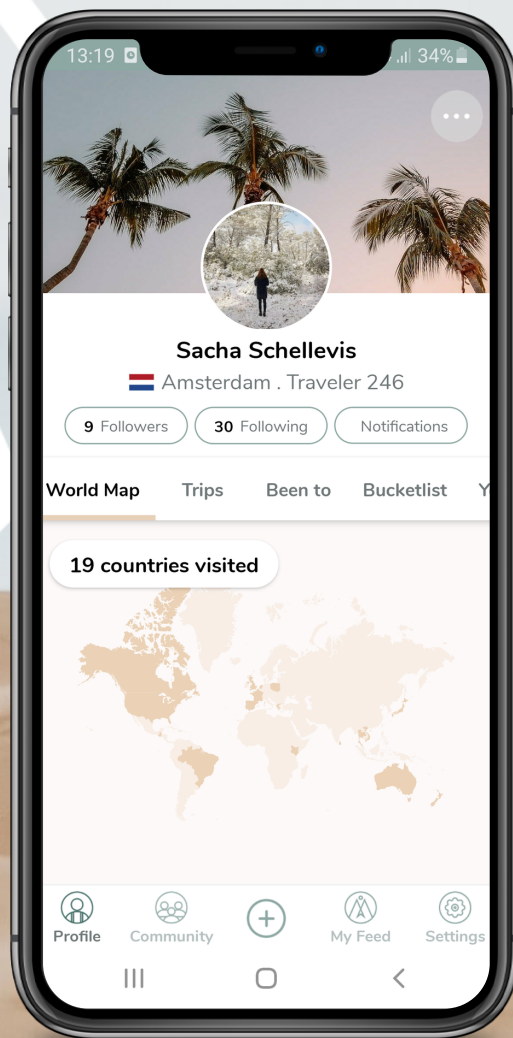 13:19 34%
Sacha Schellevis
Amsterdam . Traveler 246
9 Followers 30 Following Notifications
World Map Trips Been to Bucketlist Y
19 countries visited
Profile Community My Feed Settings